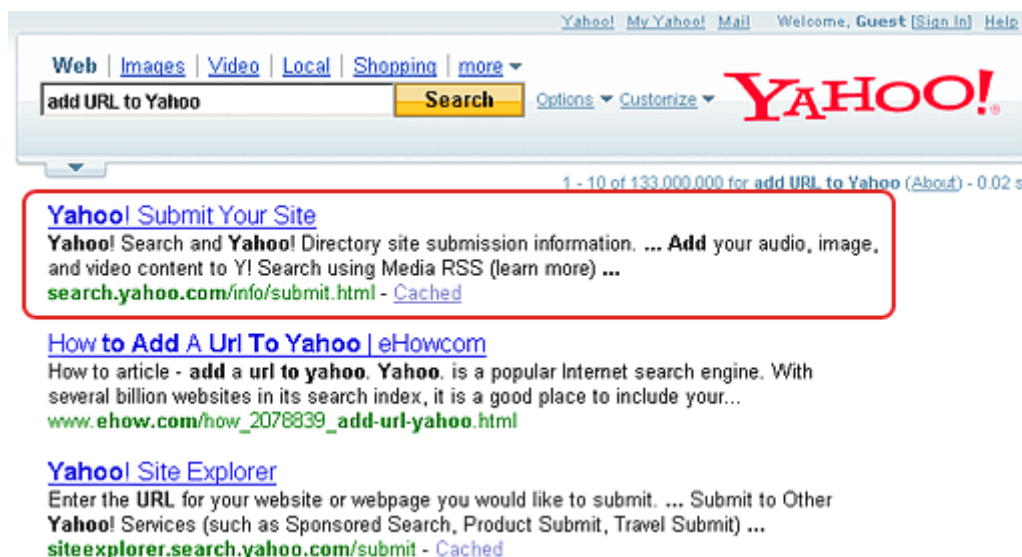 Yahoo! My Yahoo! Mail Welcome, Guest [Sign In] Help
Web | Images | Video | Local | Shopping | more
add URL to Yahoo Search Options Customize YAHOO!®
1 - 10 of 133,000,000 for add URL to Yahoo (About) - 0.02 s
Yahoo! Submit Your Site
Yahoo! Search and Yahoo! Directory site submission information. ... Add your audio, image,
and video content to Y! Search using Media RSS (learn more) ...
search.yahoo.com/info/submit.html - Cached
How to Add A Url To Yahoo | eHowcom
How to article - add a url to yahoo. Yahoo. is a popular Internet search engine. With
several billion websites in its search index, it is a good place to include your...
www.ehow.com/how_2078839_add-url-yahoo.html
Yahoo! Site Explorer
Enter the URL for your website or webpage you would like to submit. ... Submit to Other
Yahoo! Services (such as Sponsored Search, Product Submit, Travel Submit) ...
siteexplorer.search.yahoo.com/submit - Cached